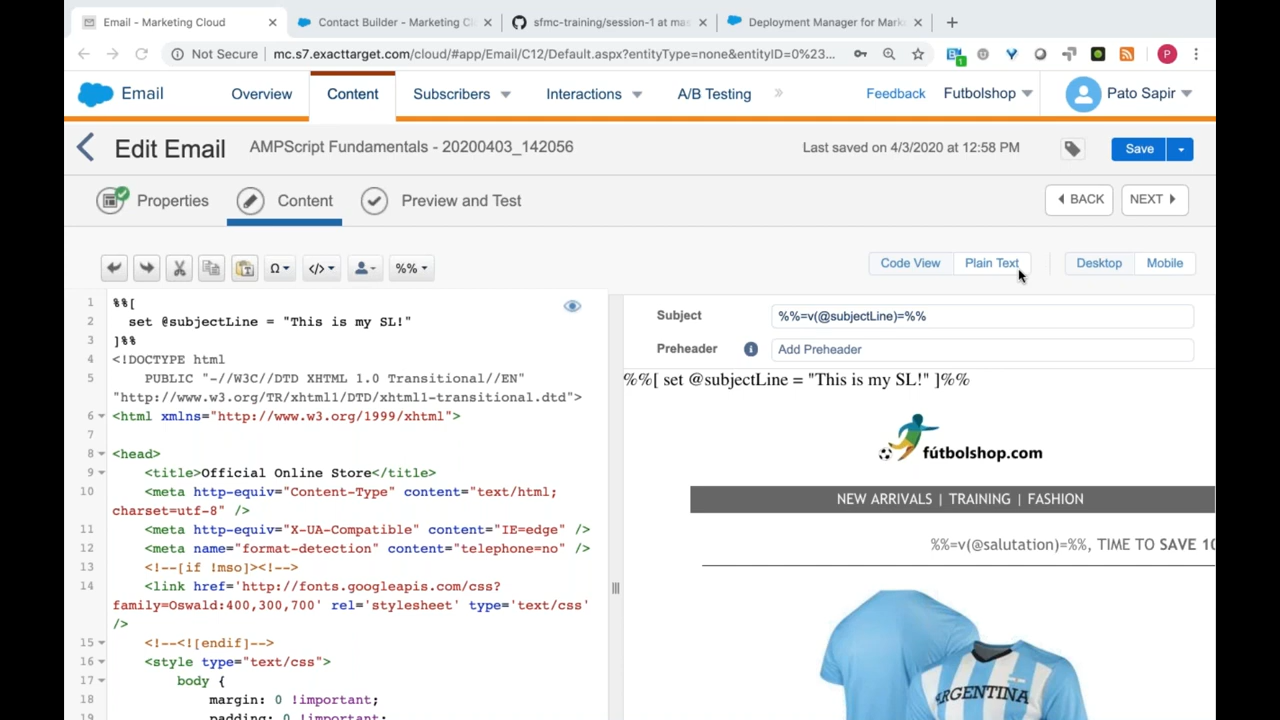 Email - Marketing Cloud
Contact Builder - Marketing Cl
sfmc-training/session-1 at mas
Deployment Manager for Mark
Not Secure | mc.s7.exacttarget.com/cloud/#app/Email/C12/Default.aspx?entityType=none&entityID=0%23...
1
P
Email
Overview
Content
Subscribers
Interactions
A/B Testing
Feedback
Futbolshop
Pato Sapir
Edit Email
AMPScript Fundamentals - 20200403_142056
Last saved on 4/3/2020 at 12:58 PM
Save
Properties
Content
Preview and Test
BACK
NEXT
Ω
</>
%%
Code View
Plain Text
Desktop
Mobile
1 %%[
2 set @subjectLine = "This is my SL!"
3 ]%%
4 <!DOCTYPE html
5 PUBLIC "-//W3C//DTD XHTML 1.0 Transitional//EN"
"http://www.w3.org/TR/xhtml1/DTD/xhtml1-transitional.dtd">
6 <html xmlns="http://www.w3.org/1999/xhtml">
7
8 <head>
9 <title>Official Online Store</title>
10 <meta http-equiv="Content-Type" content="text/html;
charset=utf-8" />
11 <meta http-equiv="X-UA-Compatible" content="IE=edge" />
12 <meta name="format-detection" content="telephone=no" />
13 <!--[if !mso]><!-->
14 <link href='http://fonts.googleapis.com/css?
family=Oswald:400,300,700' rel='stylesheet' type='text/css'
/>
15 <!--<![endif]-->
16 <style type="text/css">
17 body {
18 margin: 0 !important;
19 padding: 0 !important;
Subject
%%=v(@subjectLine)=%%
Preheader
Add Preheader
%%[ set @subjectLine = "This is my SL!" ]%%
fútbolshop.com
NEW ARRIVALS | TRAINING | FASHION
%%=v(@salutation)=%%, TIME TO SAVE 10
ARGENTINA